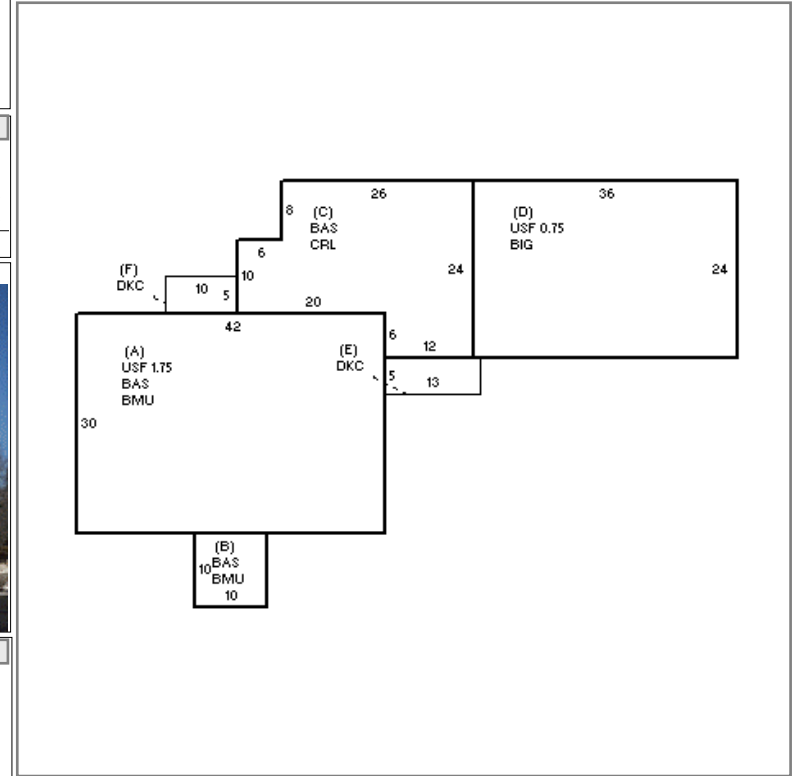 26
36
8
(C)
BAS
CRL
(D)
USF 0.75
BIG
6
24
24
(F)
DKC
10
10
5
20
42
6
12
(A)
USF 1.75
BAS
BMU
(E)
DKC
5
13
30
(B)
BAS
BMU
10
10